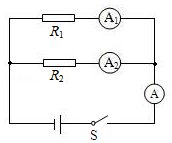 R₁ A₁
R₂ A₂
A
S